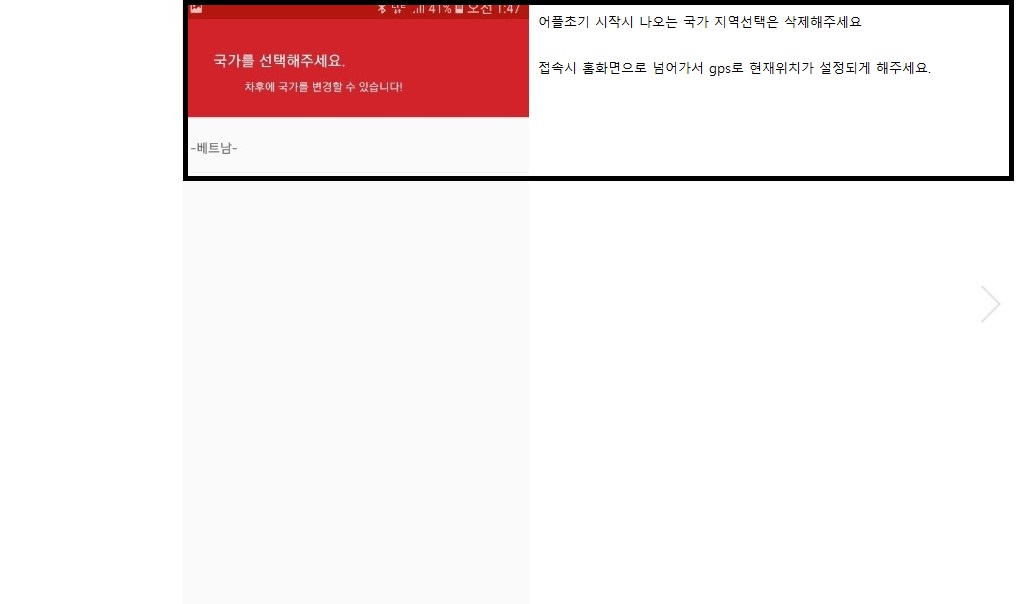 41% 오전 1:47
국가를 선택해주세요.
차후에 국가를 변경할 수 있습니다!
-베트남-
어플초기 시작시 나오는 국가 지역선택은 삭제해주세요
접속시 홈화면으로 넘어가서 gps로 현재위치가 설정되게 해주세요.